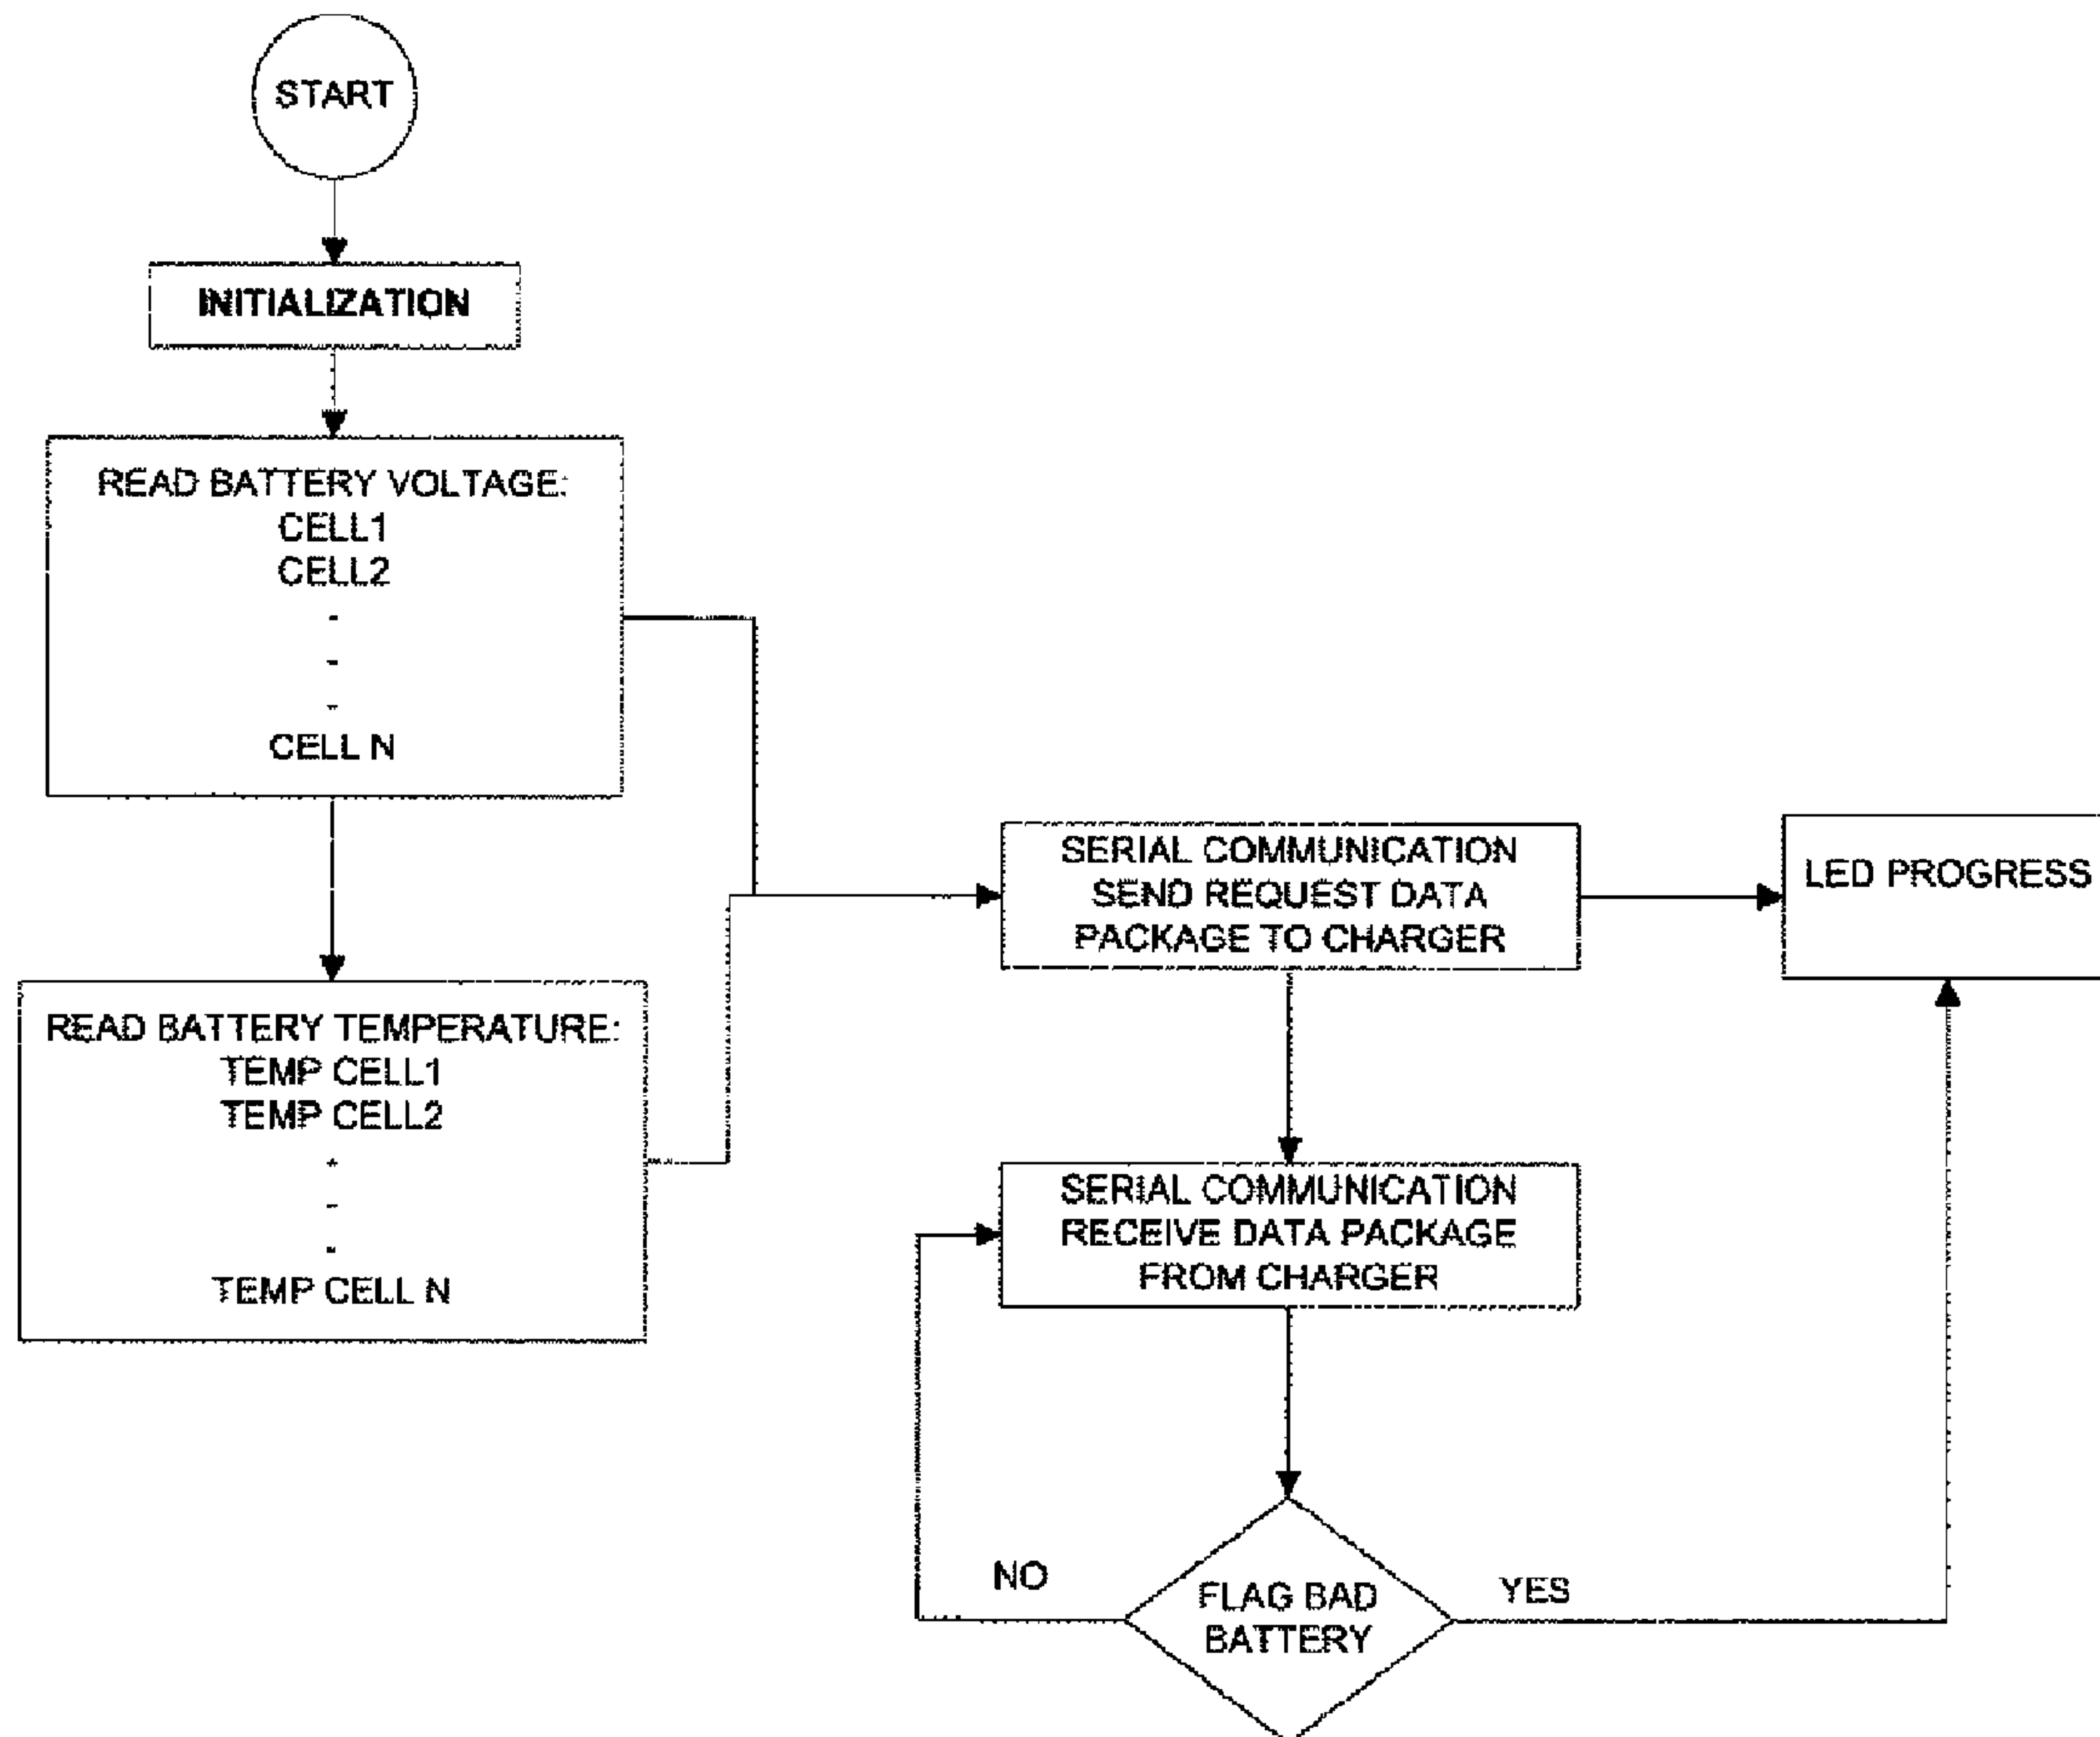 START
INITIALIZATION
READ BATTERY VOLTAGE:
CELL1
CELL2
-
-
-
CELL N
READ BATTERY TEMPERATURE:
TEMP CELL1
TEMP CELL2
-
-
-
TEMP CELL N
SERIAL COMMUNICATION
SEND REQUEST DATA
PACKAGE TO CHARGER
LED PROGRESS
SERIAL COMMUNICATION
RECEIVE DATA PACKAGE
FROM CHARGER
NO
FLAG BAD
BATTERY
YES